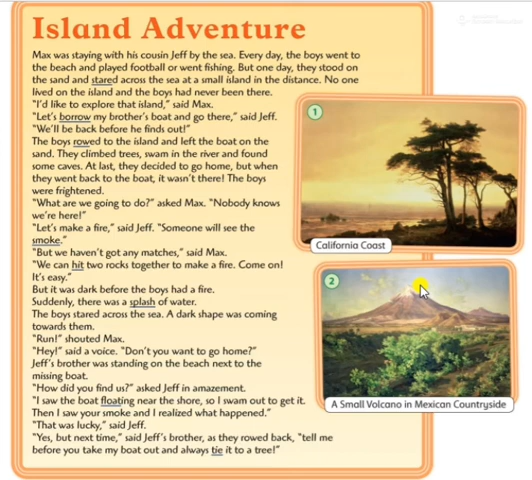 Island Adventure
Max was staying with his cousin Jeff by the sea. Every day, the boys went to
the beach and played football or went fishing. But one day, they stood on
the sand and stared across the sea at a small island in the distance. No one
lived on the island and the boys had never been there.
"I'd like to explore that island," said Max.
"Let's borrow my brother's boat and go there," said Jeff.
"We'll be back before he finds out!"
The boys rowed to the island and left the boat on the
sand. They climbed trees, swam in the river and found
some caves. At last, they decided to go home, but when
they went back to the boat, it wasn't there! The boys
were frightened.
"What are we going to do?" asked Max. "Nobody knows
we're here!"
"Let's make a fire," said Jeff. "Someone will see the
smoke."
"But we haven't got any matches," said Max.
"We can hit two rocks together to make a fire. Come on!
It's easy."
But it was dark before the boys had a fire.
Suddenly, there was a splash of water.
The boys stared across the sea. A dark shape was coming
towards them.
"Run!" shouted Max.
"Hey!" said a voice. "Don't you want to go home?"
Jeff's brother was standing on the beach next to the
missing boat.
"How did you find us?" asked Jeff in amazement.
"I saw the boat floating near the shore, so I swam out to get it.
Then I saw your smoke and I realized what happened."
"That was lucky," said Jeff.
"Yes, but next time," said Jeff's brother, as they rowed back, "tell me
before you take my boat out and always tie it to a tree!"
1
California Coast
2
A Small Volcano in Mexican Countryside